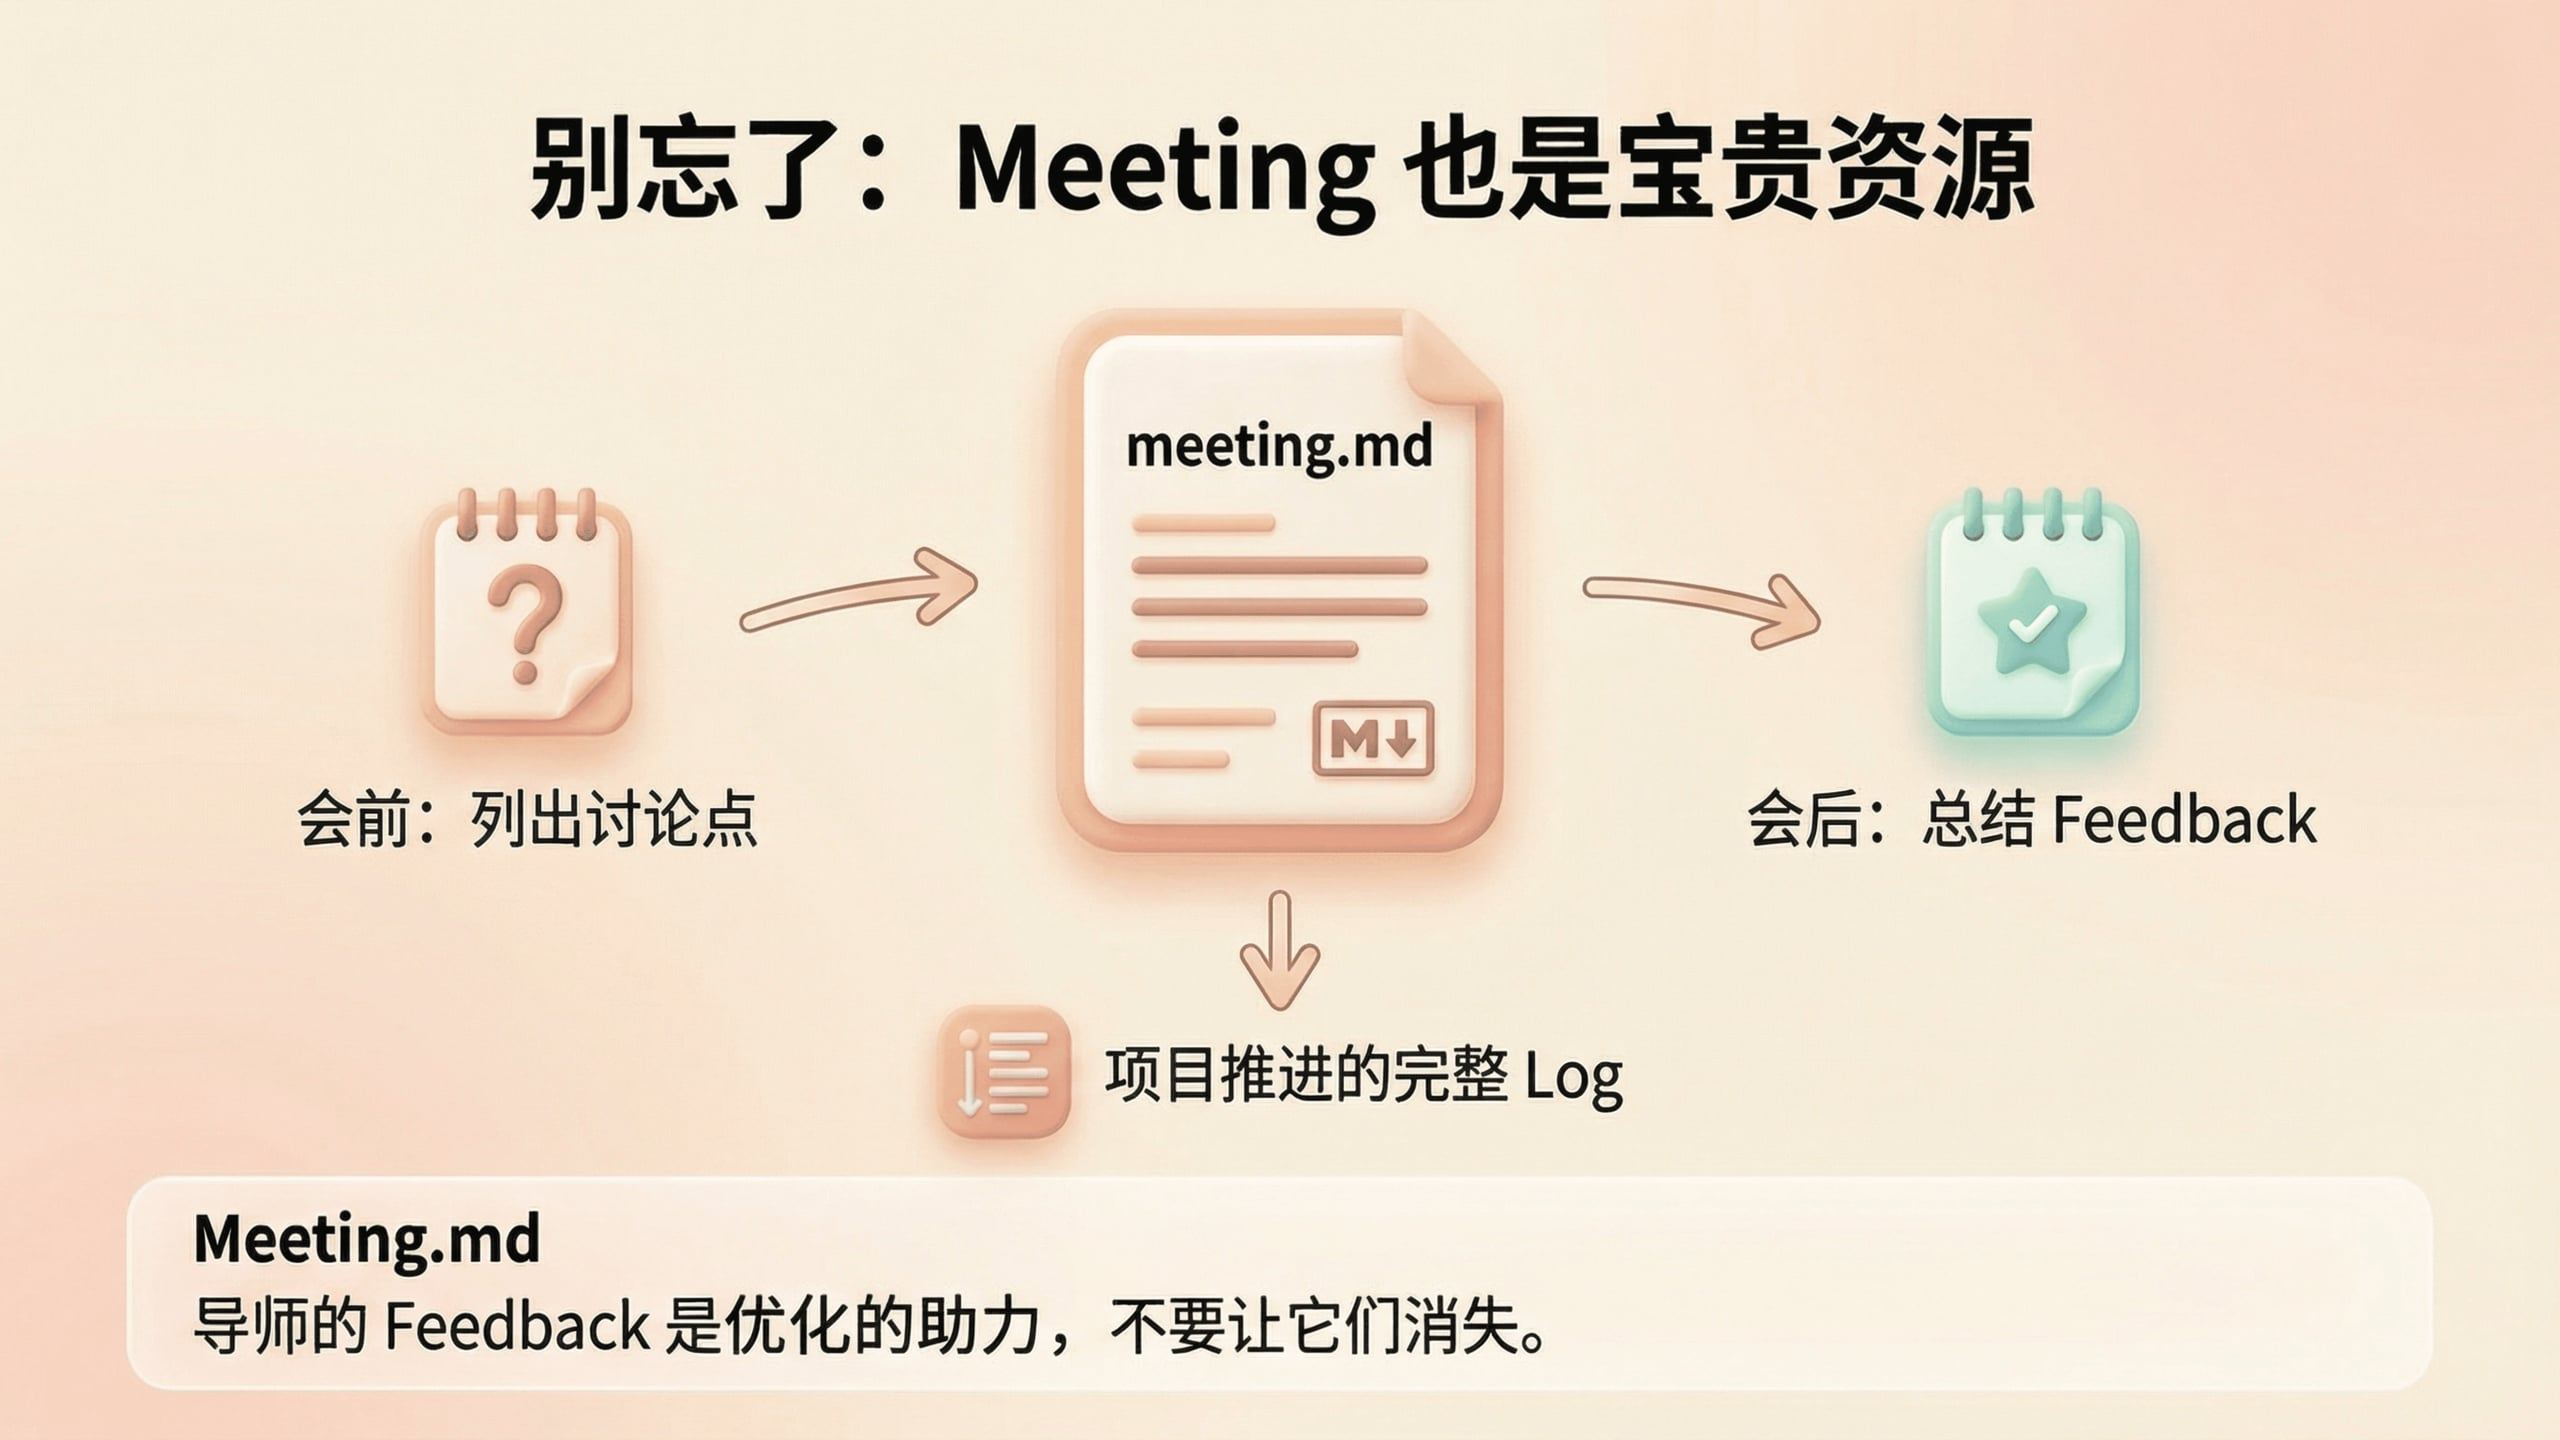 别忘了：Meeting 也是宝贵资源
meeting.md
M
会前：列出讨论点
会后：总结 Feedback
项目推进的完整 Log
Meeting.md
导师的 Feedback 是优化的助力，不要让它们消失。